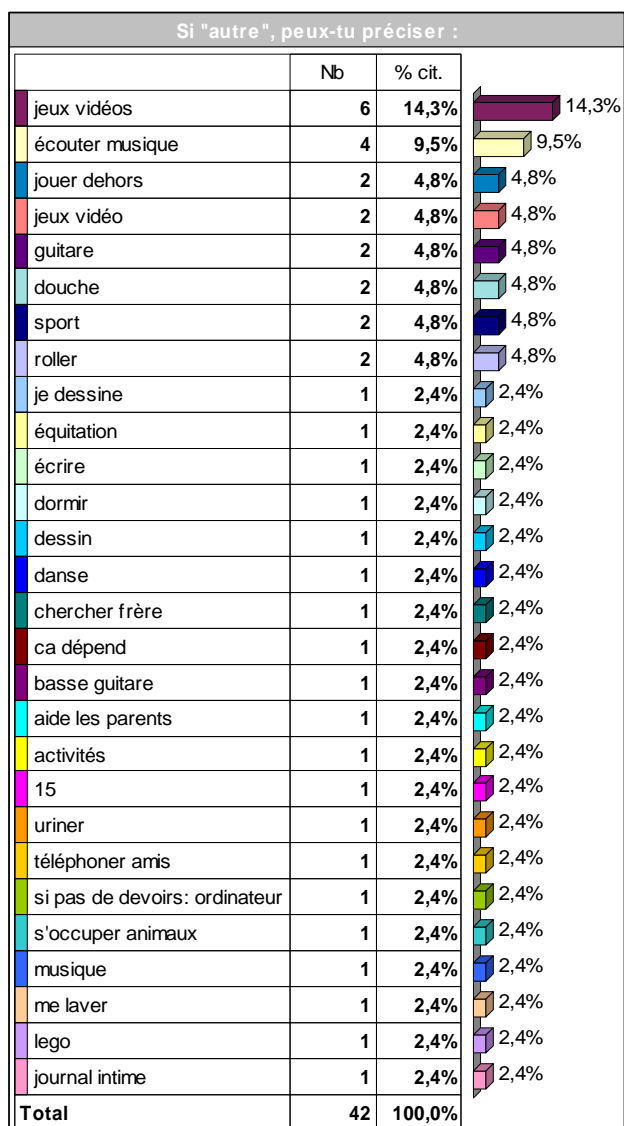 Si "autre", peux-tu préciser :
Nb % cit.
jeux vidéos 6 14,3% 14,3%
écouter musique 4 9,5% 9,5%
jouer dehors 2 4,8% 4,8%
jeux vidéo 2 4,8% 4,8%
guitare 2 4,8% 4,8%
douche 2 4,8% 4,8%
sport 2 4,8% 4,8%
roller 2 4,8% 4,8%
je dessine 1 2,4% 2,4%
équitation 1 2,4% 2,4%
écrire 1 2,4% 2,4%
dormir 1 2,4% 2,4%
dessin 1 2,4% 2,4%
danse 1 2,4% 2,4%
chercher frère 1 2,4% 2,4%
ca dépend 1 2,4% 2,4%
basse guitare 1 2,4% 2,4%
aide les parents 1 2,4% 2,4%
activités 1 2,4% 2,4%
15 1 2,4% 2,4%
uriner 1 2,4% 2,4%
téléphoner amis 1 2,4% 2,4%
si pas de devoirs: ordinateur 1 2,4% 2,4%
s'occuper animaux 1 2,4% 2,4%
musique 1 2,4% 2,4%
me laver 1 2,4% 2,4%
lego 1 2,4% 2,4%
journal intime 1 2,4% 2,4%
Total 42 100,0%